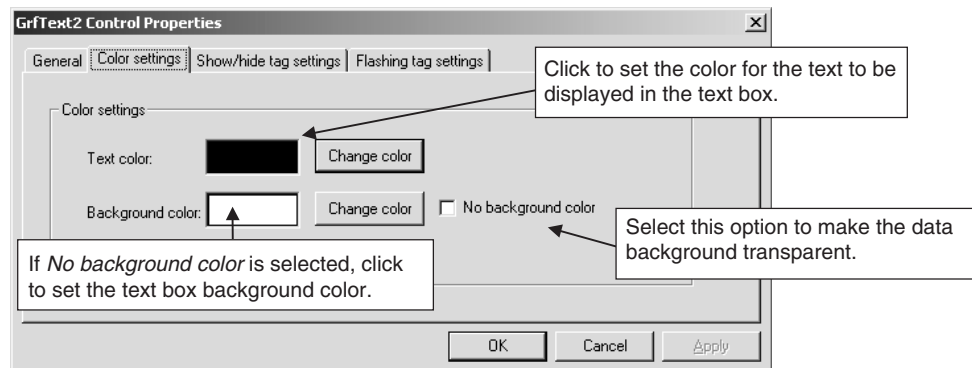 GrfText2 Control Properties
General
Color settings
Show/hide tag settings
Flashing tag settings
Click to set the color for the text to be
displayed in the text box.
Color settings
Text color:
Change color
Background color:
Change color
No background color
Select this option to make the data
background transparent.
If No background color is selected, click
to set the text box background color.
OK
Cancel
Apply